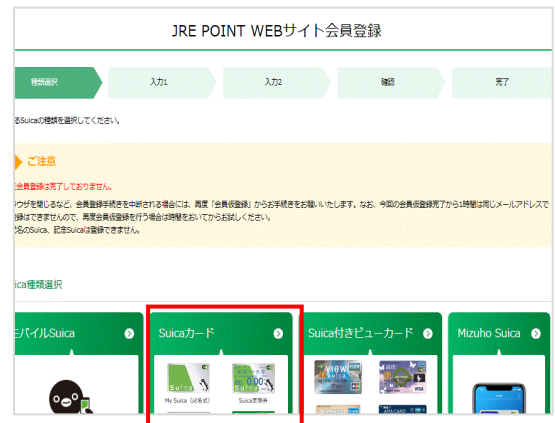 JRE POINT WEBサイト会員登録
種類選択
入力1
入力2
確認
完了
るSuicaの種類を選択してください。
ご注意
会員登録は完了しておりません。
ラウザを閉じるなど、会員登録手続きを中断される場合には、再度「会員仮登録」からお手続きをお願いいたします。なお、今回の会員仮登録完了から1時間は同じメールアドレスで
登録はできませんので、再度会員仮登録を行う場合は時間をおいてからお試しください。
記名のSuica、記念Suicaは登録できません。
ica種類選択
モバイルSuica
Suicaカード
Suica付きビューカード
Mizuho Suica
My Suica（記名式）
Suica定期券